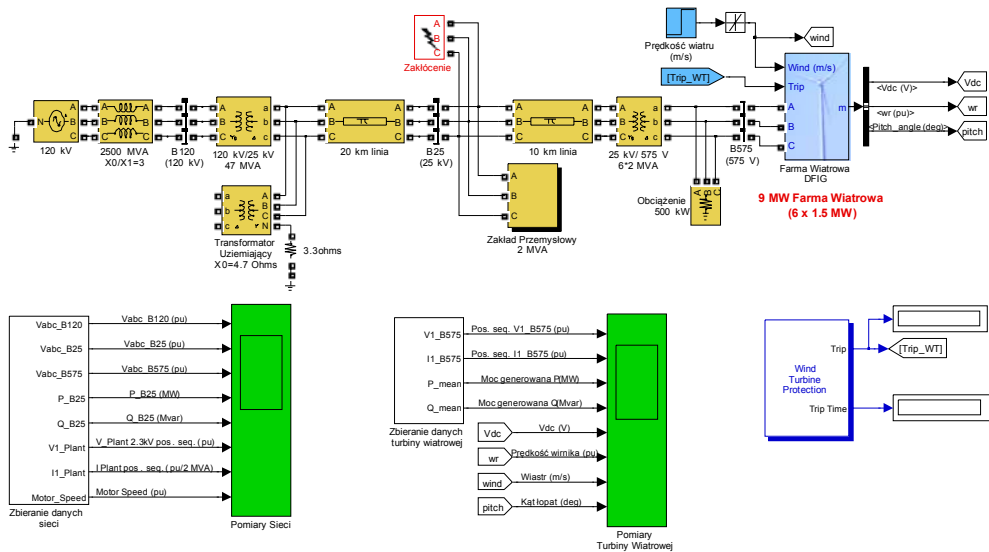 A
B
C
Zakłócenie
Prędkość wiatru
(m/s)
wind
[Trip_WT]
Wind (m/s)
Trip
A
B
C
m
Farma Wiatrowa
DFIG
<Vdc (V)>
<wr (pu)>
<Pitch_angle (deg)>
Vdc
wr
pitch
9 MW Farma Wiatrowa
(6 x 1.5 MW)
N
A
B
C
120 kV
A
B
C
A
B
C
2500 MVA
X0/X1=3
A
B
C
a
b
c
B120
(120 kV)
A
B
C
a
b
c
120 kV/25 kV
47 MVA
A
B
C
A
B
C
20 km linia
A
B
C
a
b
c
B25
(25 kV)
A
B
C
A
B
C
10 km linia
A
B
C
a
b
c
25 kV/ 575 V
6*2 MVA
A
B
C
a
b
c
B575
(575 V)
A
B
C
Obciążenie
500 kW
A
B
C
Zakład Przemysłowy
2 MVA
a
b
c
A
B
C
N
Transformator
Uziemiający
X0=4.7 Ohms
3.3ohms
Vabc_B120
Vabc_B120 (pu)
Vabc_B25
Vabc_B25 (pu)
Vabc_B575
Vabc_B575 (pu)
P_B25
P_B25 (MW)
Q_B25
Q_B25 (Mvar)
V1_Plant
V_Plant 2.3kV pos. seq. (pu)
I1_Plant
I Plant pos. seq. (pu/2 MVA)
Motor_Speed
Motor Speed (pu)
Zbieranie danych
sieci
Pomiary Sieci
V1_B575
Pos. seq. V1_B575 (pu)
I1_B575
Pos. seq. I1_B575 (pu)
P_mean
Moc generowana P(MW)
Q_mean
Moc generowana Q(Mvar)
Zbieranie danych
turbiny wiatrowej
Vdc
Vdc (V)
wr
Prędkość wirnika (pu)
wind
Wiastr (m/s)
pitch
Kąt łopat (deg)
Pomiary
Turbiny Wiatrowej
Wind
Turbine
Protection
Trip
Trip Time
[Trip_WT]